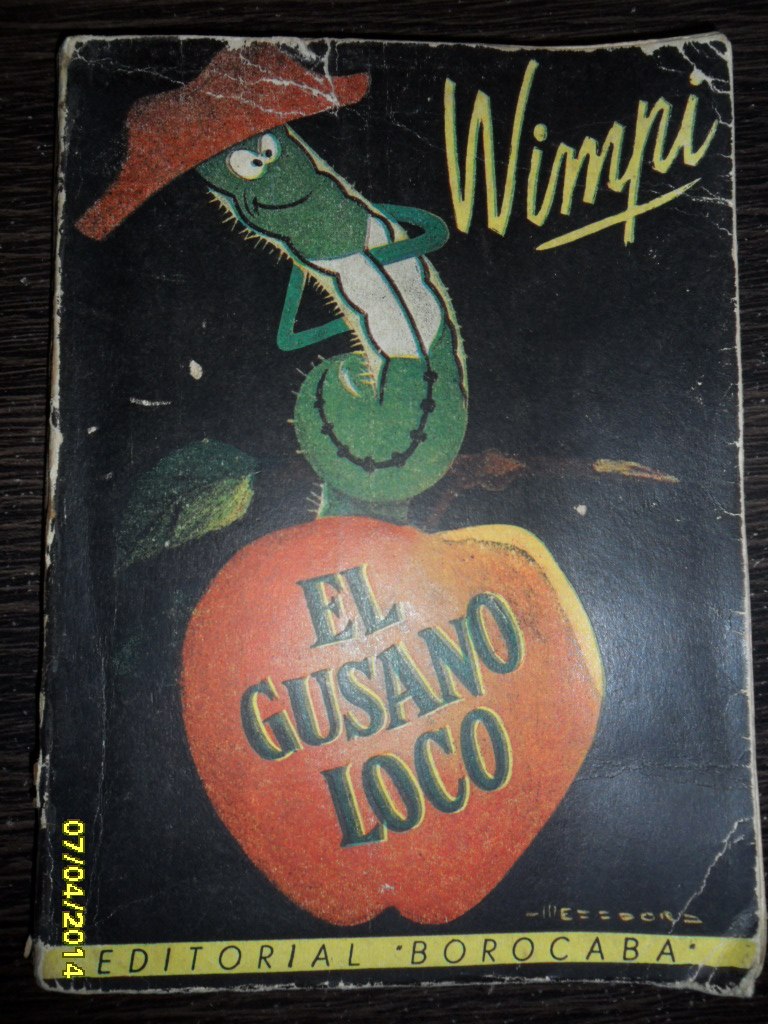 Wimpi
EL
GUSANO
LOCO
EDITORIAL "BOROCABA"
07/04/2014